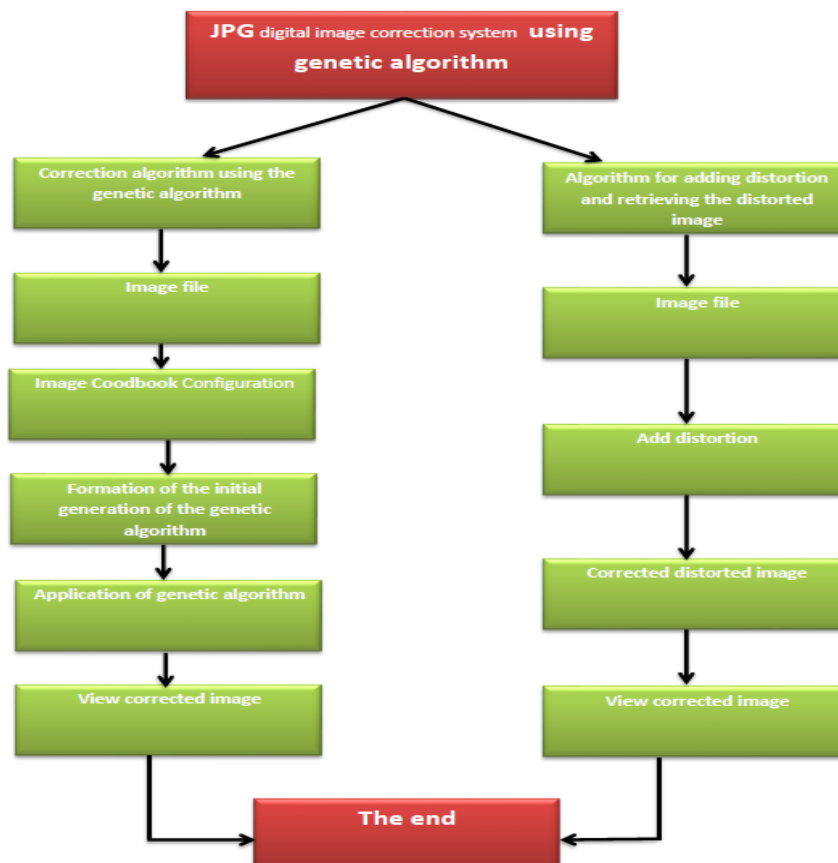 JPG digital image correction system using
genetic algorithm
Correction algorithm using the
genetic algorithm
Image file
Image Coodbook Configuration
Formation of the initial
generation of the genetic
algorithm
Application of genetic algorithm
View corrected image
Algorithm for adding distortion
and retrieving the distorted
image
Image file
Add distortion
Corrected distorted image
View corrected image
The end